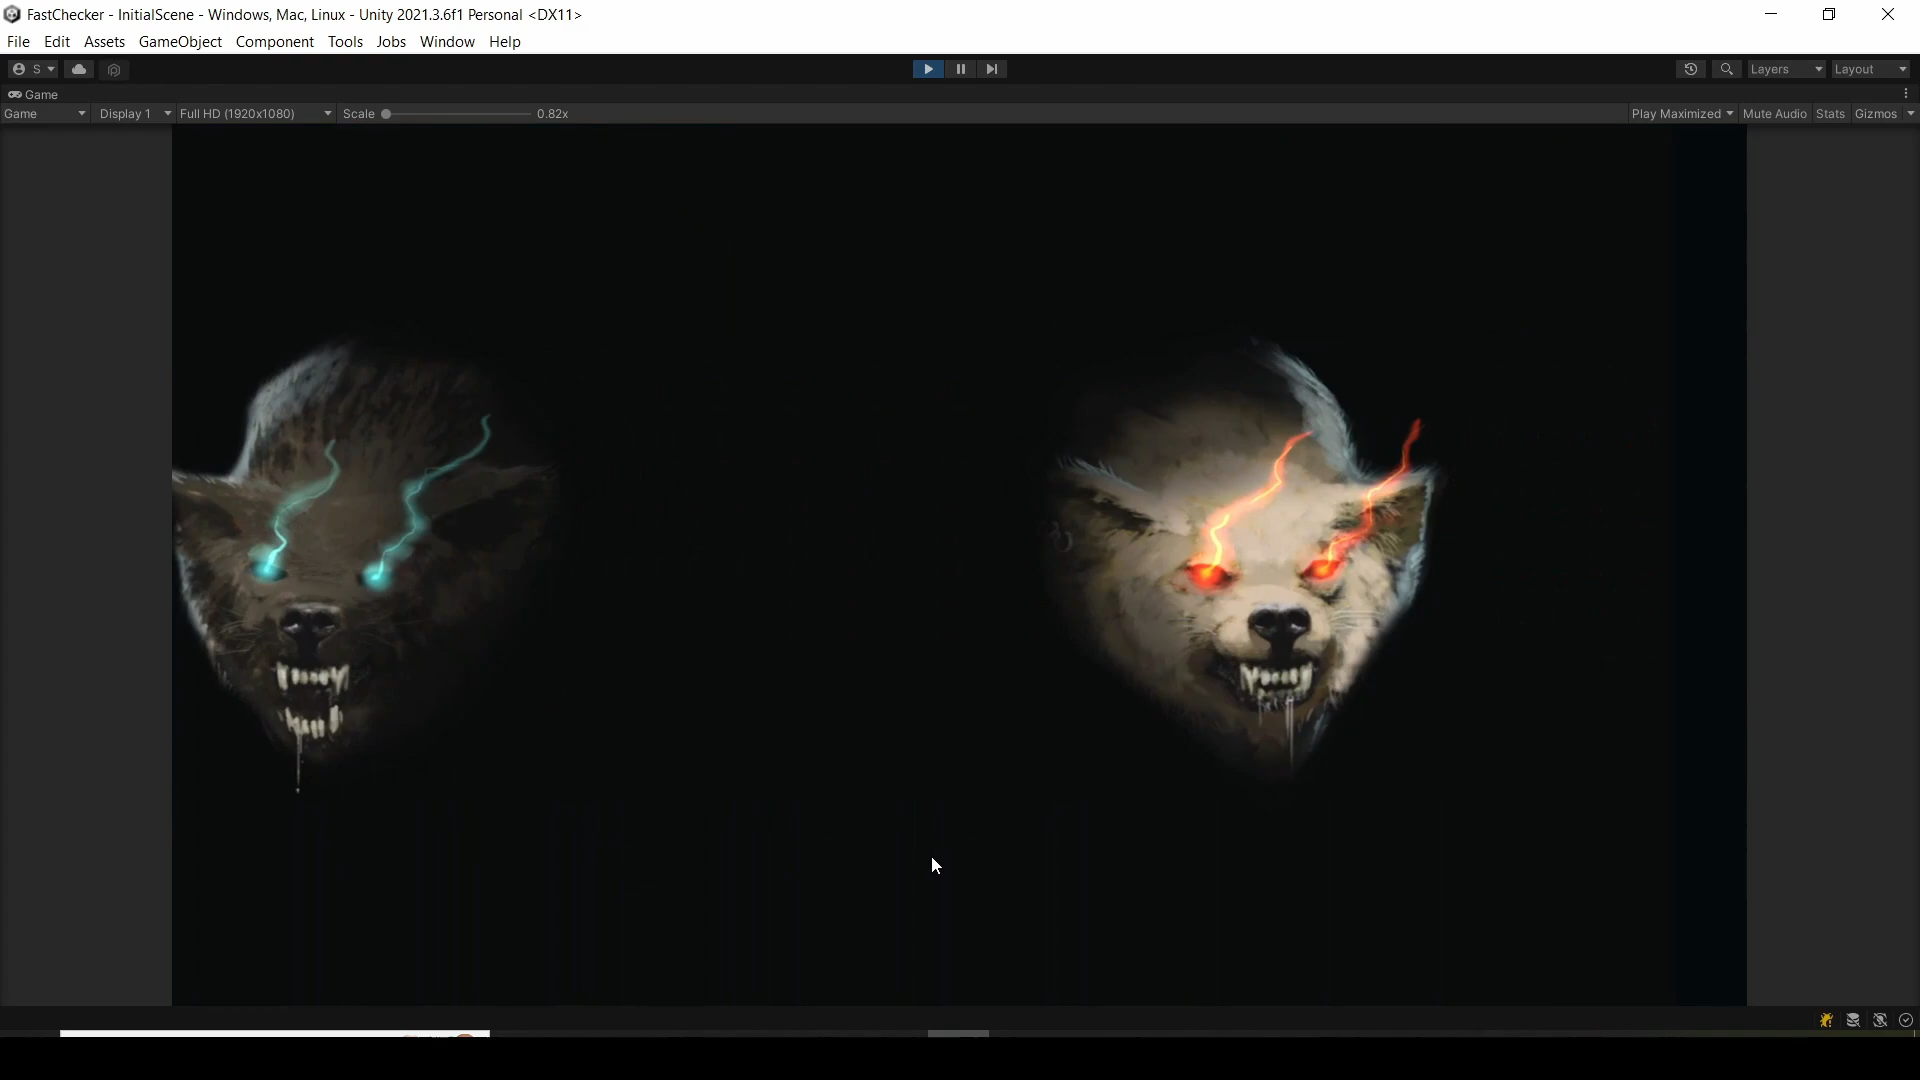 FastChecker - InitialScene - Windows, Mac, Linux - Unity 2021.3.6f1 Personal <DX11>
File Edit Assets GameObject Component Tools Jobs Window Help
S Layers Layout
Game
Game Display 1 Full HD (1920x1080) Scale 0.82x Play Maximized Mute Audio Stats Gizmos